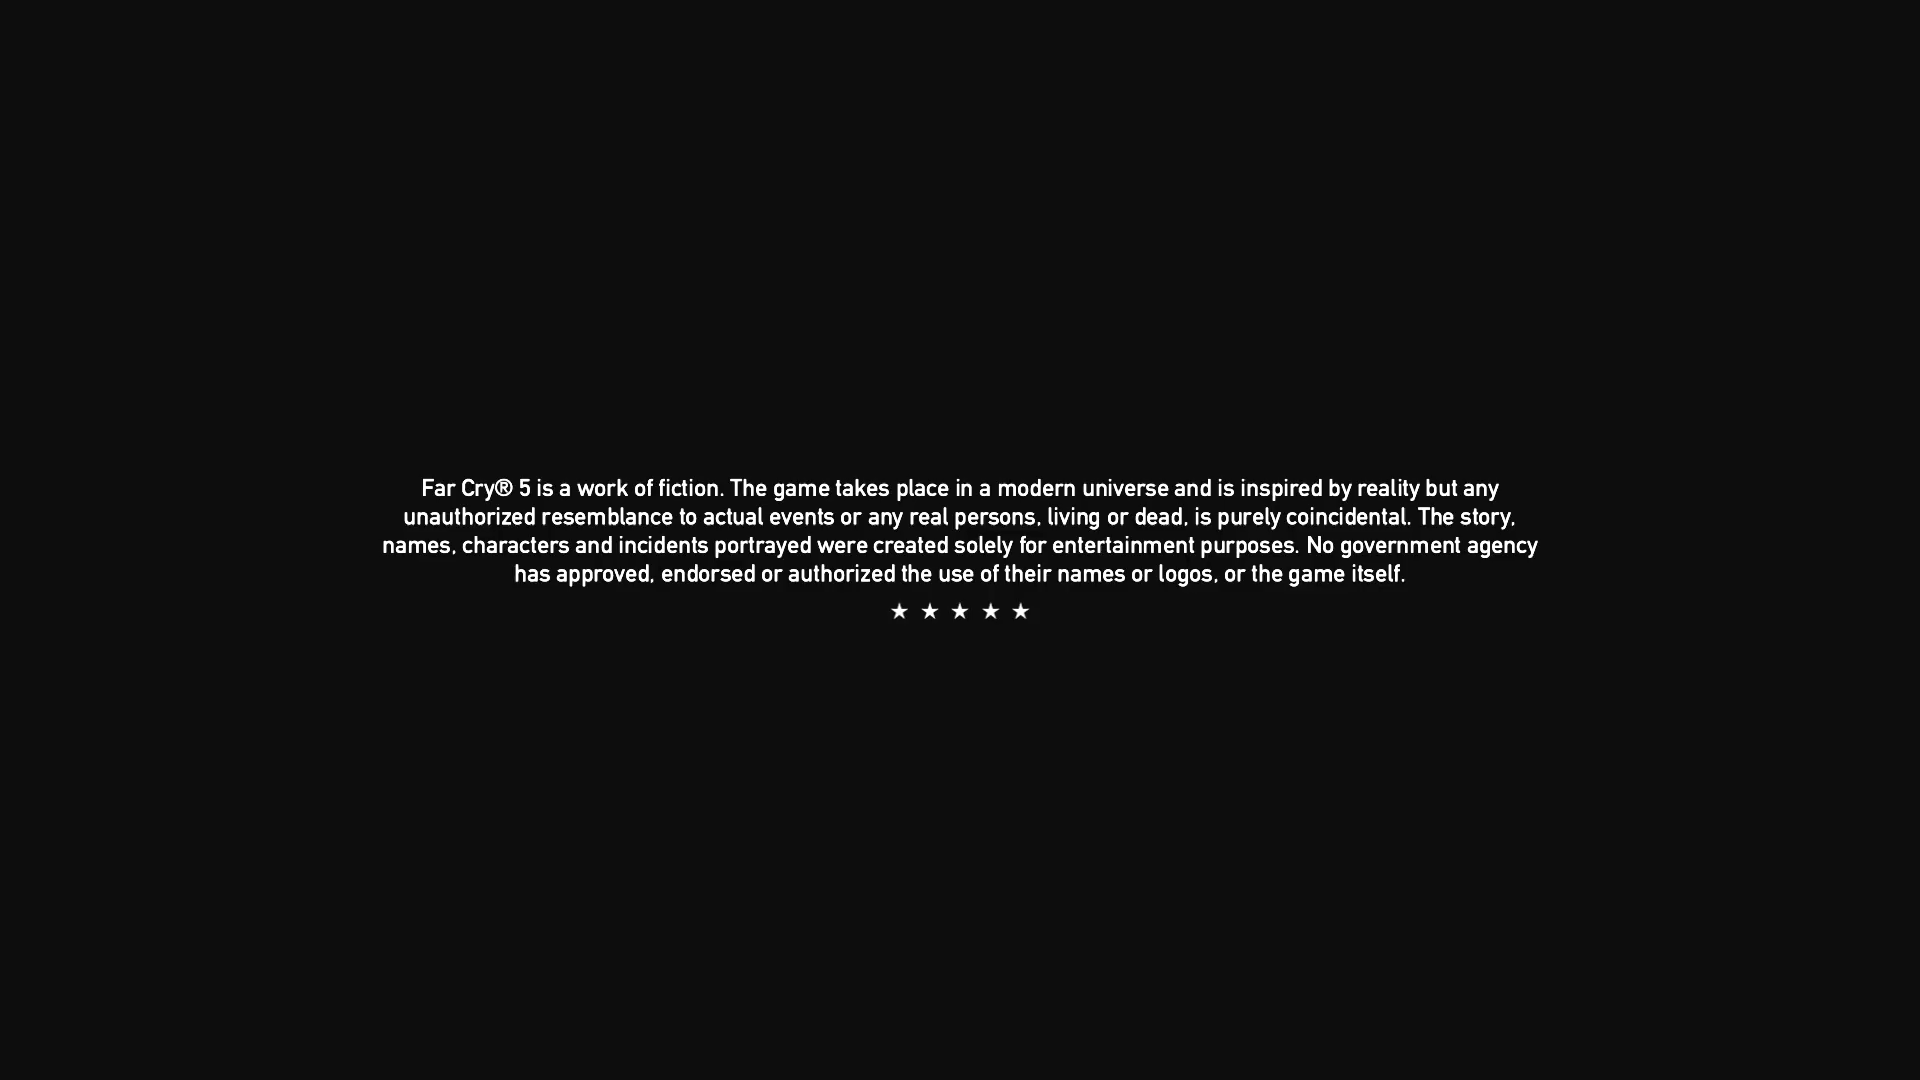 Far Cry® 5 is a work of fiction. The game takes place in a modern universe and is inspired by reality but any
unauthorized resemblance to actual events or any real persons, living or dead, is purely coincidental. The story,
names, characters and incidents portrayed were created solely for entertainment purposes. No government agency
has approved, endorsed or authorized the use of their names or logos, or the game itself.
★ ★ ★ ★ ★